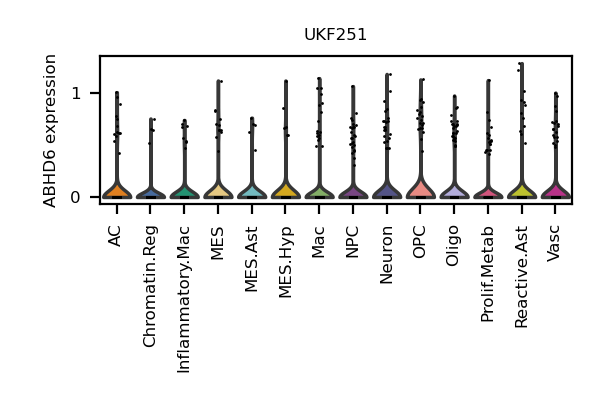 UKF251
ABHD6 expression
1
0
AC
Chromatin.Reg
Inflammatory.Mac
MES
MES.Ast
MES.Hyp
Mac
NPC
Neuron
OPC
Oligo
Prolif.Metab
Reactive.Ast
Vasc